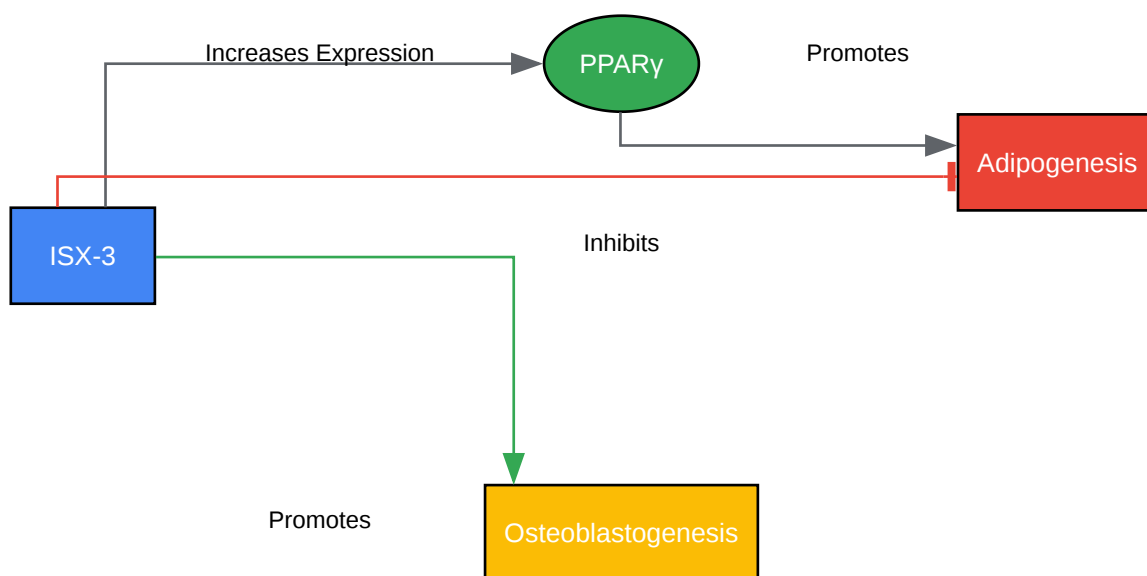 Increases Expression
PPARγ
Promotes
Adipogenesis
ISX-3
Inhibits
Promotes
Osteoblastogenesis